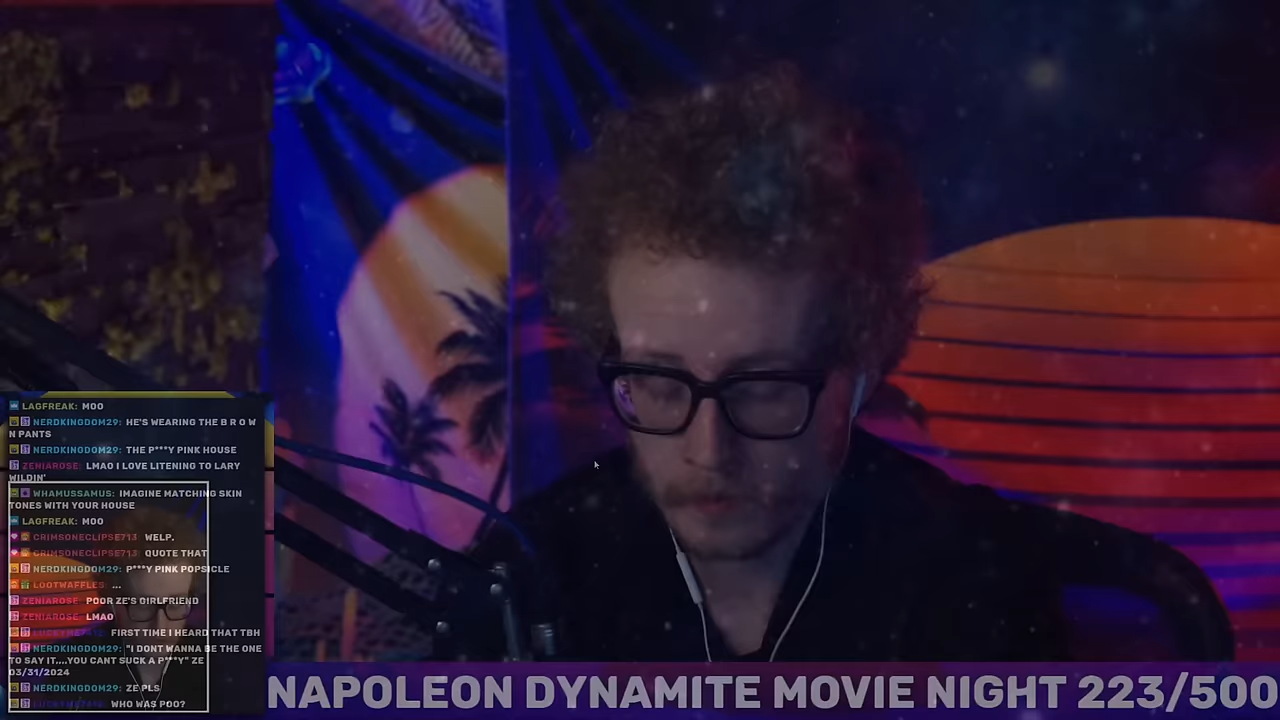 LAGFREAK: MOO
NERDKINGDOM29: HE'S WEARING THE B R O W
N PANTS
NERDKINGDOM29: THE P***Y PINK HOUSE
ZENIAROSE: LMAO I LOVE LITENING TO LARY
WILDIN'
WHAMUSSAMUS: IMAGINE MATCHING SKIN
TONES WITH YOUR HOUSE
LAGFREAK: MOO
CRIMSONECLIPSE713 WELP.
CRIMSONECLIPSE713 QUOTE THAT
NERDKINGDOM29: P***Y PINK POPSICLE
LOOTWAFFLES: ...
ZENIAROSE: POOR ZE'S GIRLFRIEND
ZENIAROSE: LMAO
FIRST TIME I HEARD THAT TBH
NERDKINGDOM29: "I DONT WANNA BE THE ONE
TO SAY IT....YOU CANT SUCK A P***Y" ZE
03/31/2024
NERDKINGDOM29: ZE PLS
WHO WAS POO?
NAPOLEON DYNAMITE MOVIE NIGHT 223/500